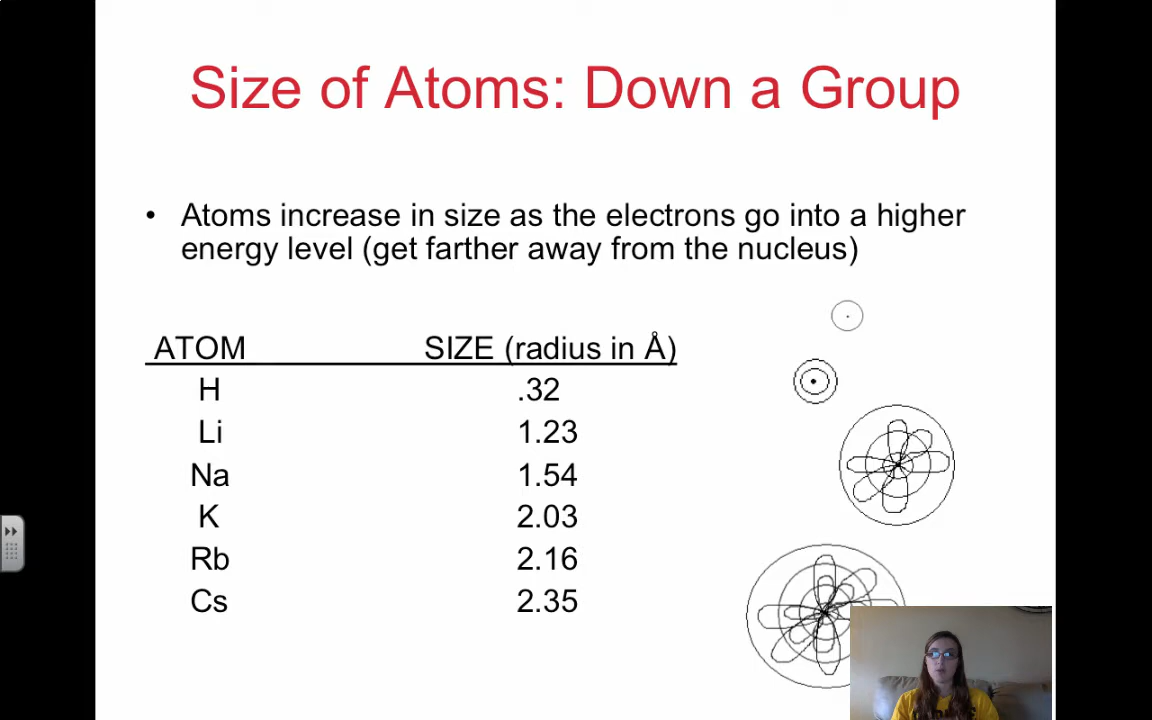 Size of Atoms: Down a Group
• Atoms increase in size as the electrons go into a higher
energy level (get farther away from the nucleus)
ATOM SIZE (radius in Å)
H .32
Li 1.23
Na 1.54
K 2.03
Rb 2.16
Cs 2.35